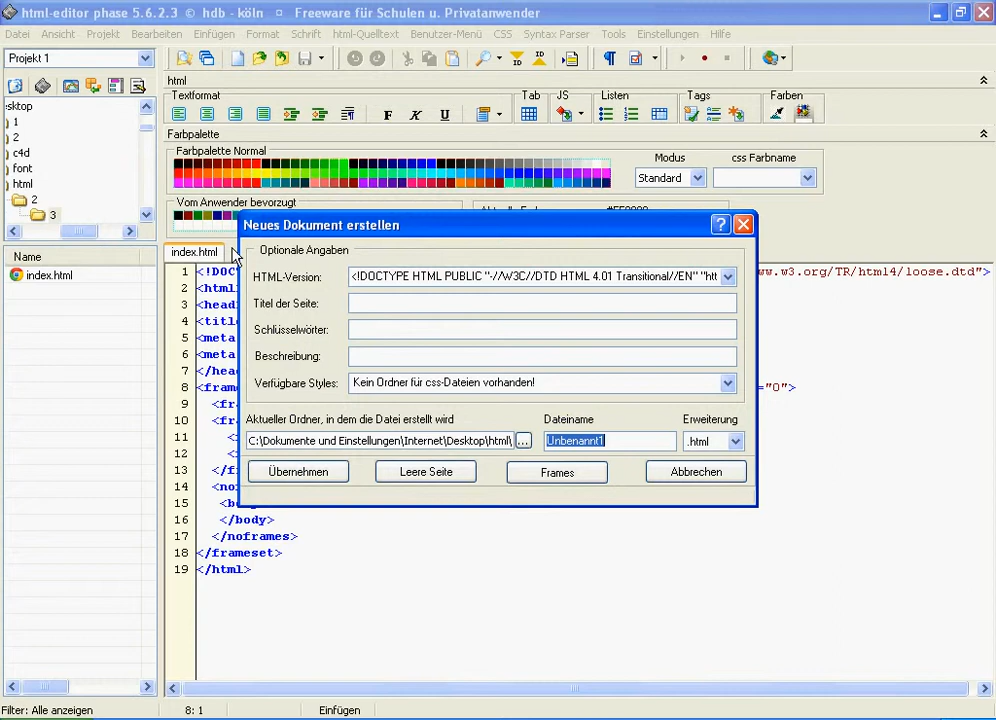 html-editor phase 5.6.2.3 © hdb - köln ¤ Freeware für Schulen u. Privatanwender
Datei Ansicht Projekt Bearbeiten Einfügen Format Schrift html-Quelltext Benutzer-Menü CSS Syntax Parser Tools Einstellungen Hilfe
Projekt 1
html
Textformat Tab JS Listen Tags Farben
F K U
Farbpalette
Farbpalette Normal
Modus css Farbname
Standard
Vom Anwender bevorzugt
sktop
1
2
c4d
font
html
2
3
Name
index.html
index.html
Neues Dokument erstellen
Optionale Angaben
HTML-Version: <!DOCTYPE HTML PUBLIC "-//W3C//DTD HTML 4.01 Transitional//EN" "htt
Titel der Seite:
Schlüsselwörter:
Beschreibung:
Verfügbare Styles: Kein Ordner für css-Dateien vorhanden!
Aktueller Ordner, in dem die Datei erstellt wird Dateiname Erweiterung
C:\Dokumente und Einstellungen\Internet\Desktop\html\ ... Unbenannt1 .html
Übernehmen Leere Seite Frames Abbrechen
1 <!DOC ww.w3.org/TR/html4/loose.dtd">
2 <html
3 <head
4 <titl
5 <meta
6 <meta
7 </hea
8 <fram ="0">
9 <fr
10 <fr
11 <
12 <
13 </f
14 <no
15 <bo
16 </body>
17 </noframes>
18 </frameset>
19 </html>
Filter: Alle anzeigen 8: 1 Einfügen